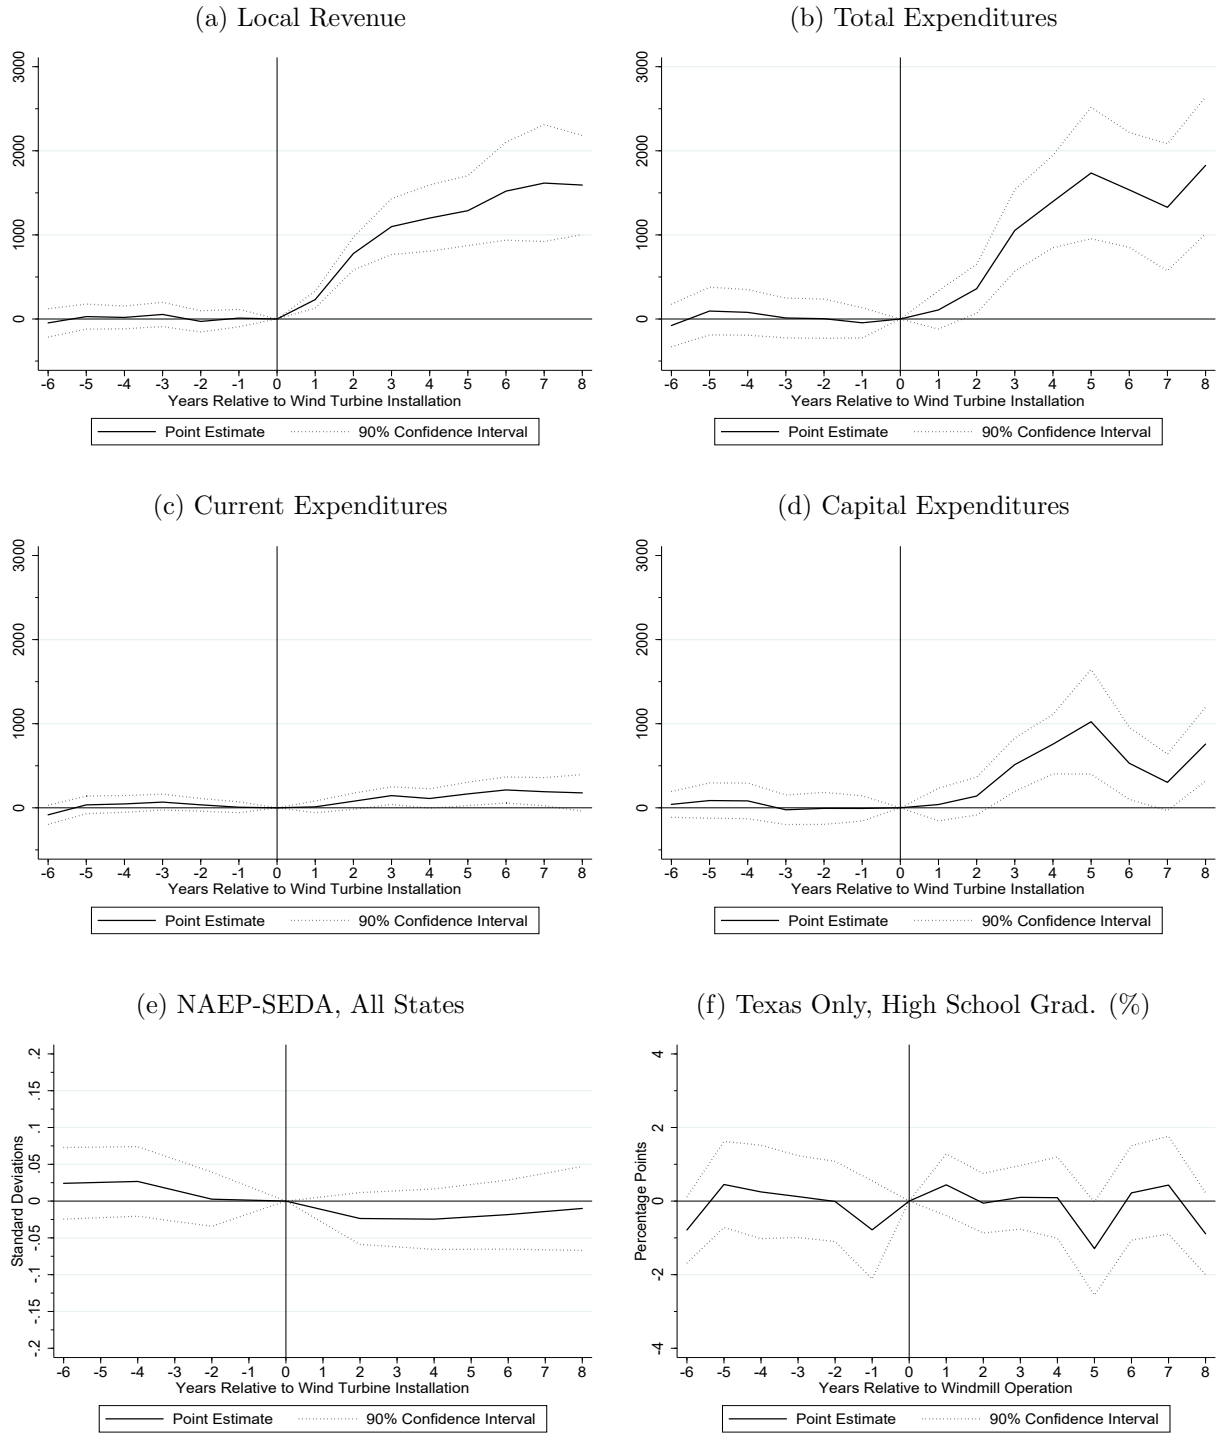 (a) Local Revenue
3000
2000
1000
0
-6 -5 -4 -3 -2 -1 0 1 2 3 4 5 6 7 8
Years Relative to Wind Turbine Installation
Point Estimate 90% Confidence Interval
(b) Total Expenditures
3000
2000
1000
0
-6 -5 -4 -3 -2 -1 0 1 2 3 4 5 6 7 8
Years Relative to Wind Turbine Installation
Point Estimate 90% Confidence Interval
(c) Current Expenditures
3000
2000
1000
0
-6 -5 -4 -3 -2 -1 0 1 2 3 4 5 6 7 8
Years Relative to Wind Turbine Installation
Point Estimate 90% Confidence Interval
(d) Capital Expenditures
3000
2000
1000
0
-6 -5 -4 -3 -2 -1 0 1 2 3 4 5 6 7 8
Years Relative to Wind Turbine Installation
Point Estimate 90% Confidence Interval
(e) NAEP-SEDA, All States
Standard Deviations
.2
.15
.1
.05
0
-.05
-.1
-.15
-.2
-6 -5 -4 -3 -2 -1 0 1 2 3 4 5 6 7 8
Years Relative to Wind Turbine Installation
Point Estimate 90% Confidence Interval
(f) Texas Only, High School Grad. (%)
Percentage Points
4
2
0
-2
-4
-6 -5 -4 -3 -2 -1 0 1 2 3 4 5 6 7 8
Years Relative to Windmill Operation
Point Estimate 90% Confidence Interval